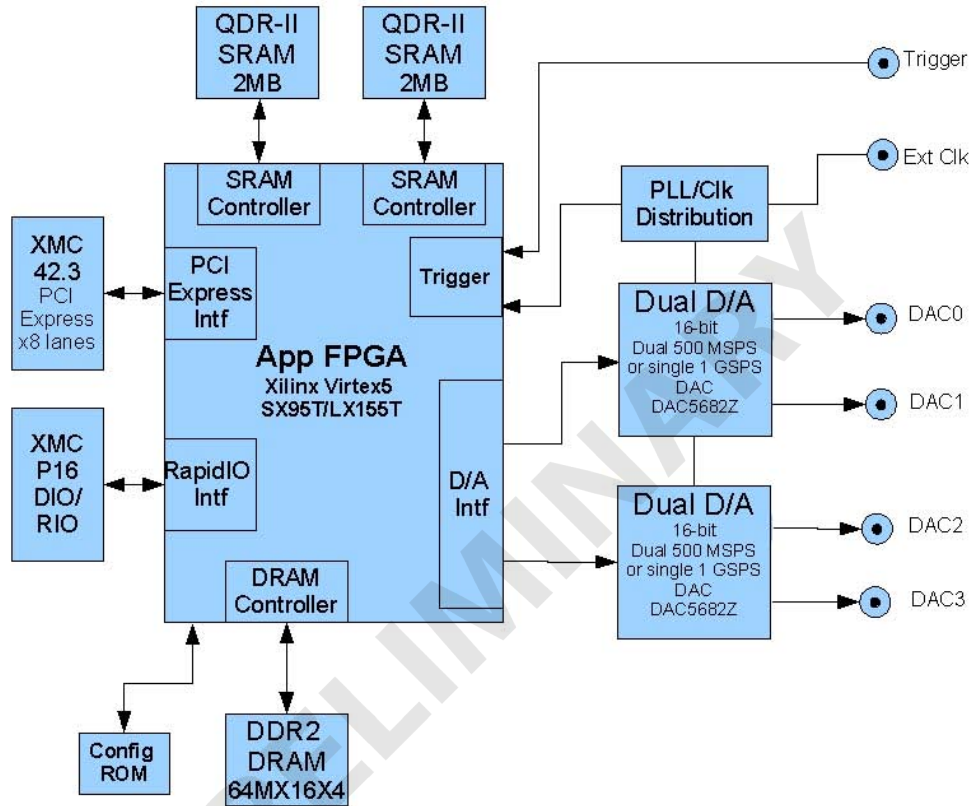 QDR-II
SRAM
2MB
QDR-II
SRAM
2MB
Trigger
Ext Clk
SRAM
Controller
SRAM
Controller
PLL/Clk
Distribution
XMC
42.3
PCI
Express
x8 lanes
PCI
Express
Intf
Trigger
App FPGA
Xilinx Virtex5
SX95T/LX155T
Dual D/A
16-bit
Dual 500 MSPS
or single 1 GSPS
DAC
DAC5682Z
DAC0
DAC1
XMC
P16
DIO/
RIO
RapidIO
Intf
D/A
Intf
Dual D/A
16-bit
Dual 500 MSPS
or single 1 GSPS
DAC
DAC5682Z
DAC2
DAC3
DRAM
Controller
Config
ROM
DDR2
DRAM
64MX16X4
PRELIMINARY